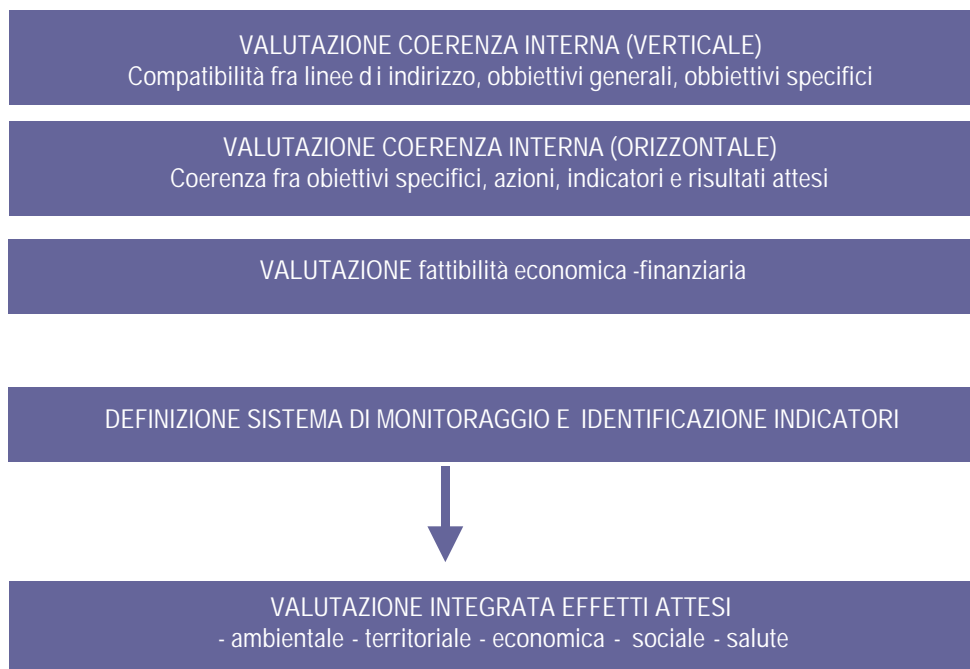 VALUTAZIONE COERENZA INTERNA (VERTICALE)
Compatibilità fra linee d i indirizzo, obbiettivi generali, obbiettivi specifici
VALUTAZIONE COERENZA INTERNA (ORIZZONTALE)
Coerenza fra obiettivi specifici, azioni, indicatori e risultati attesi
VALUTAZIONE fattibilità economica -finanziaria
DEFINIZIONE SISTEMA DI MONITORAGGIO E IDENTIFICAZIONE INDICATORI
VALUTAZIONE INTEGRATA EFFETTI ATTESI
- ambientale - territoriale - economica - sociale - salute